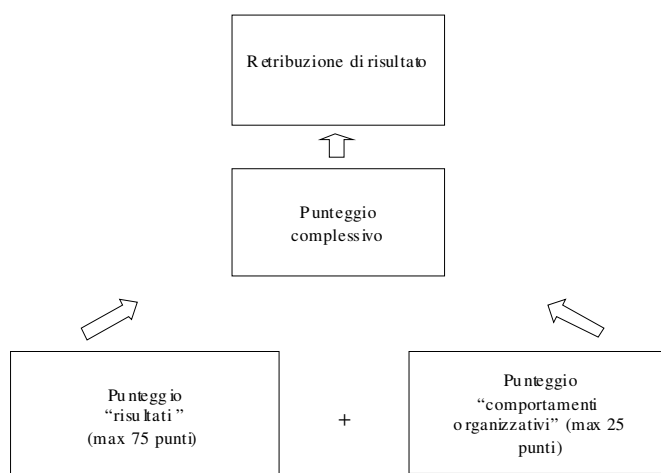 Retribuzione di risultato
Punteggio
complessivo
Punteggio
“risultati”
(max 75 punti)
+
Punteggio
“comportamenti
organizzativi” (max 25
punti)